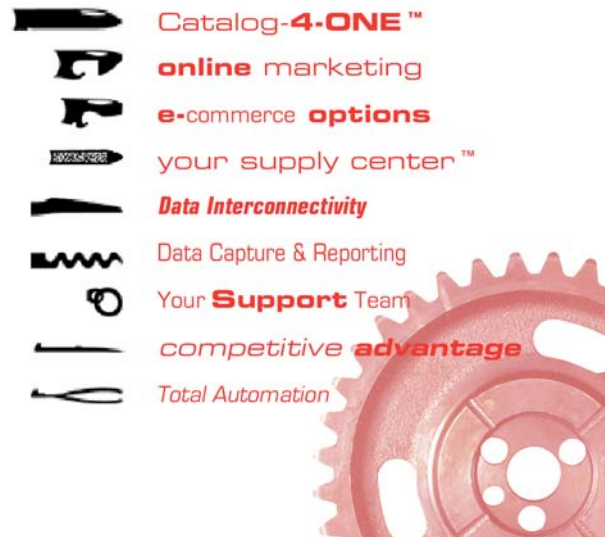 Catalog-4-ONE™
online marketing
e-commerce options
your supply center™
Data Interconnectivity
Data Capture & Reporting
Your Support Team
competitive advantage
Total Automation